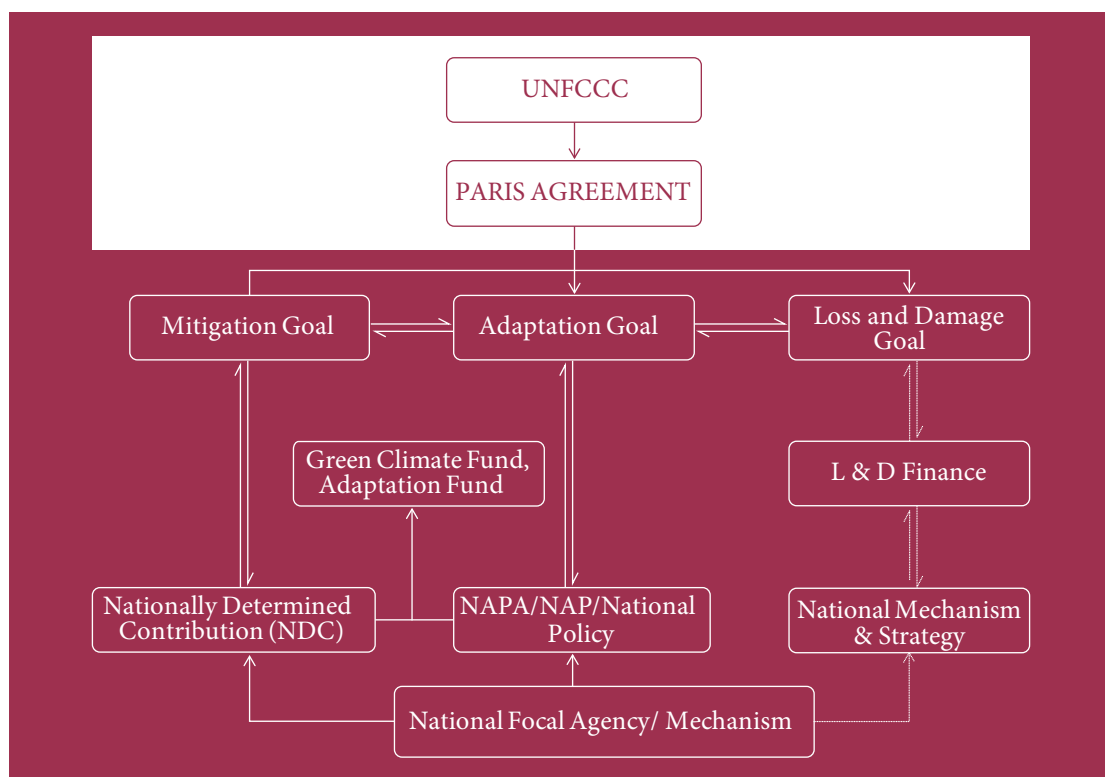 UNFCCC
PARIS AGREEMENT
Mitigation Goal
Adaptation Goal
Loss and Damage
Goal
Green Climate Fund,
Adaptation Fund
L & D Finance
Nationally Determined
Contribution (NDC)
NAPA/NAP/National
Policy
National Mechanism
& Strategy
National Focal Agency/ Mechanism